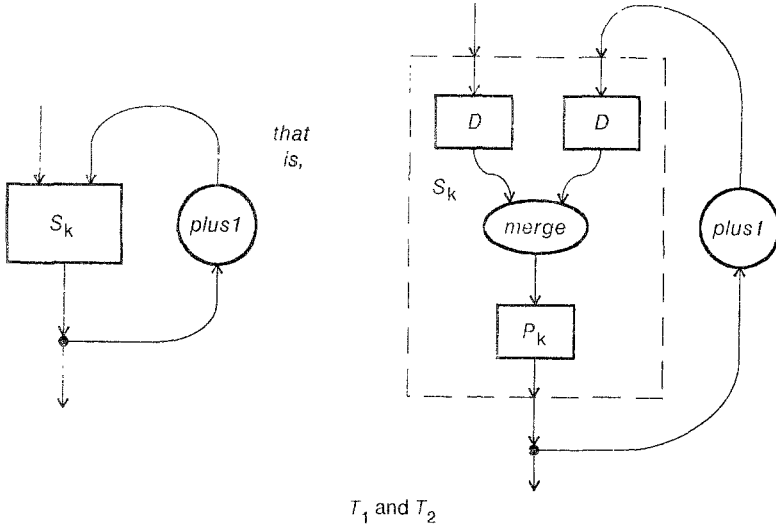 that
is,
S_k
plus1
D
D
S_k
merge
plus1
P_k
T_1 and T_2